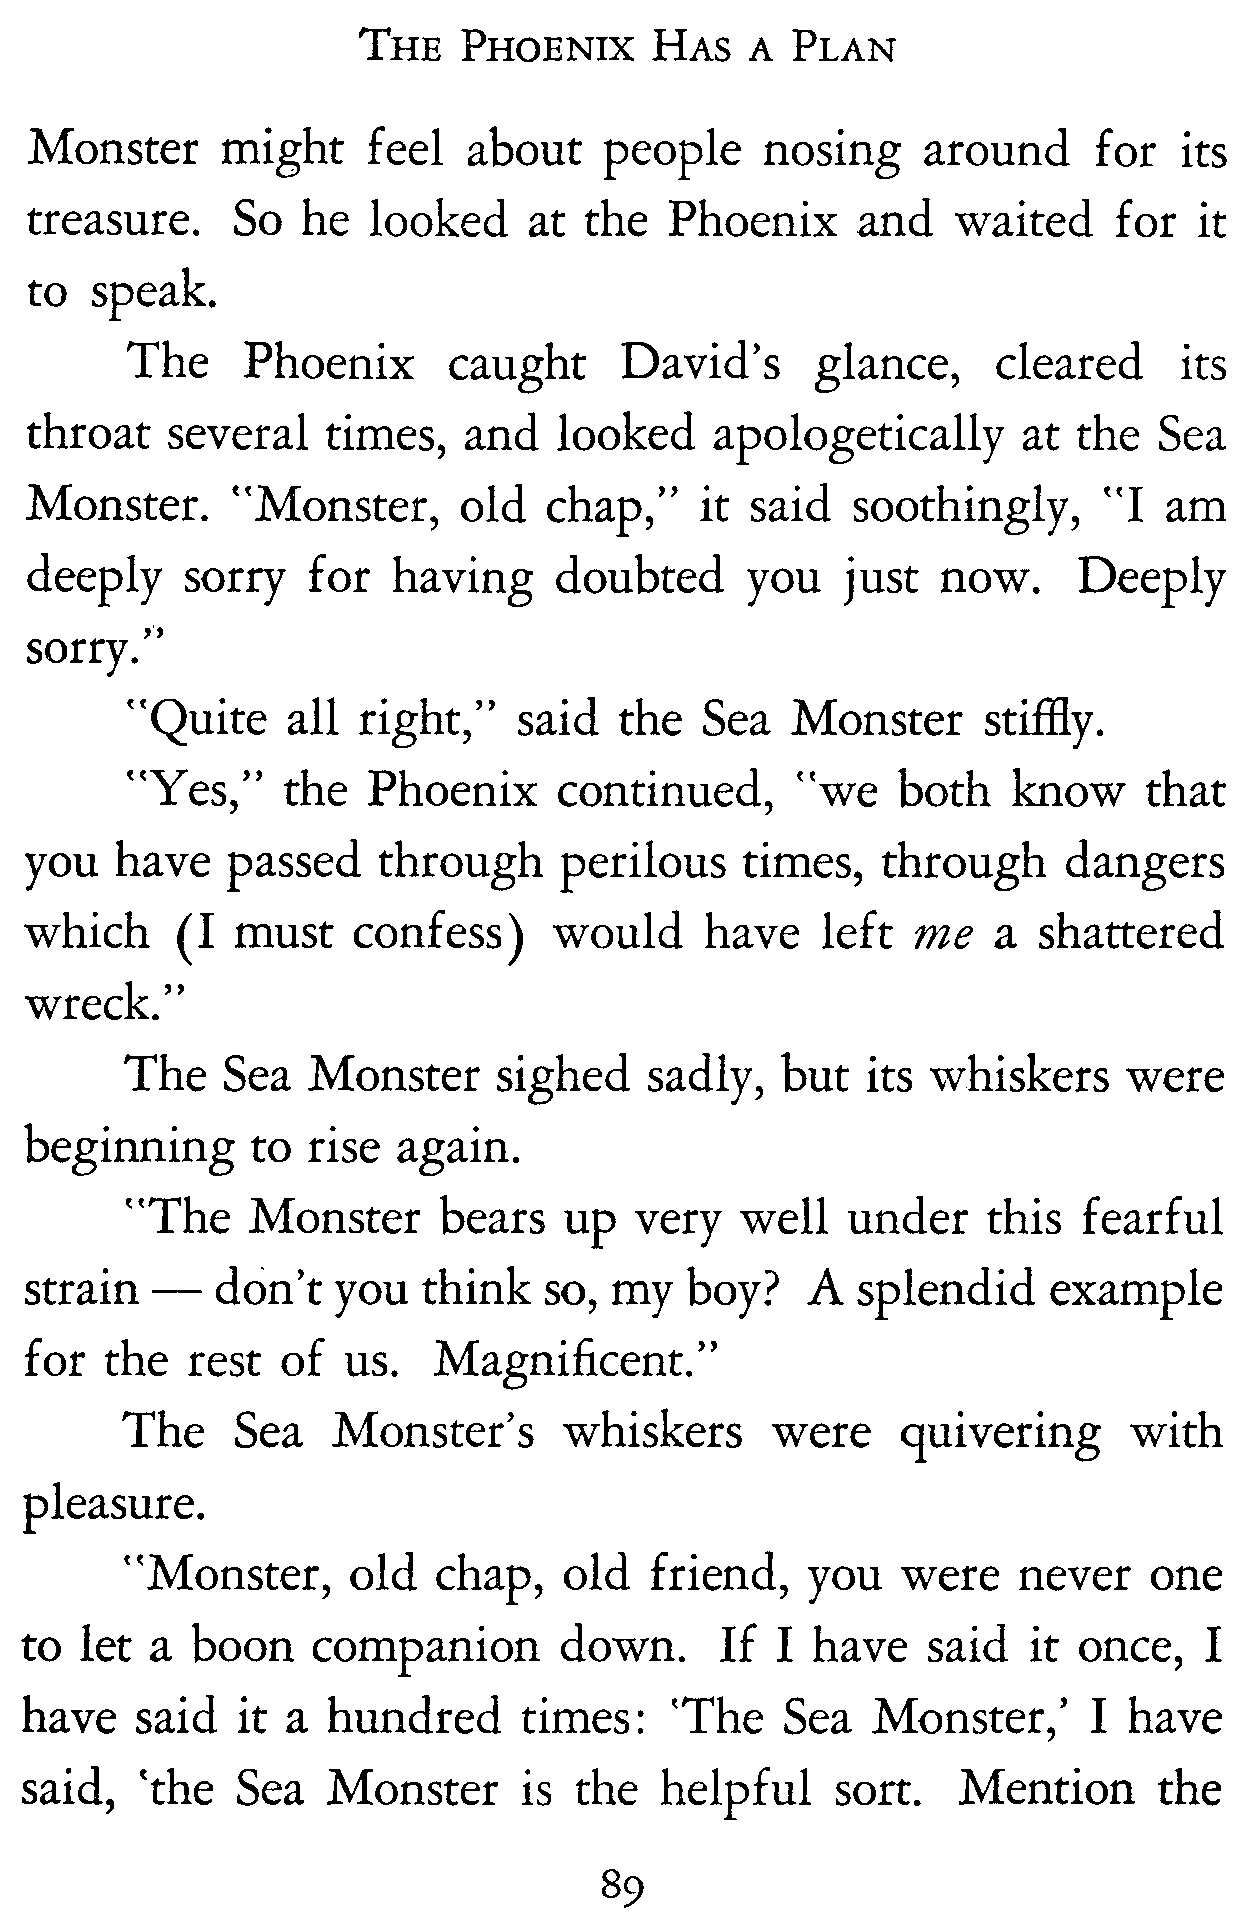 The Phoenix Has a Plan
Monster might feel about people nosing around for its
treasure. So he looked at the Phoenix and waited for it
to speak.
The Phoenix caught David's glance, cleared its
throat several times, and looked apologetically at the Sea
Monster. "Monster, old chap," it said soothingly, "I am
deeply sorry for having doubted you just now. Deeply
sorry."
"Quite all right," said the Sea Monster stiffly.
"Yes," the Phoenix continued, "we both know that
you have passed through perilous times, through dangers
which (I must confess) would have left me a shattered
wreck."
The Sea Monster sighed sadly, but its whiskers were
beginning to rise again.
"The Monster bears up very well under this fearful
strain — don't you think so, my boy? A splendid example
for the rest of us. Magnificent."
The Sea Monster's whiskers were quivering with
pleasure.
"Monster, old chap, old friend, you were never one
to let a boon companion down. If I have said it once, I
have said it a hundred times: 'The Sea Monster,' I have
said, 'the Sea Monster is the helpful sort. Mention the
89